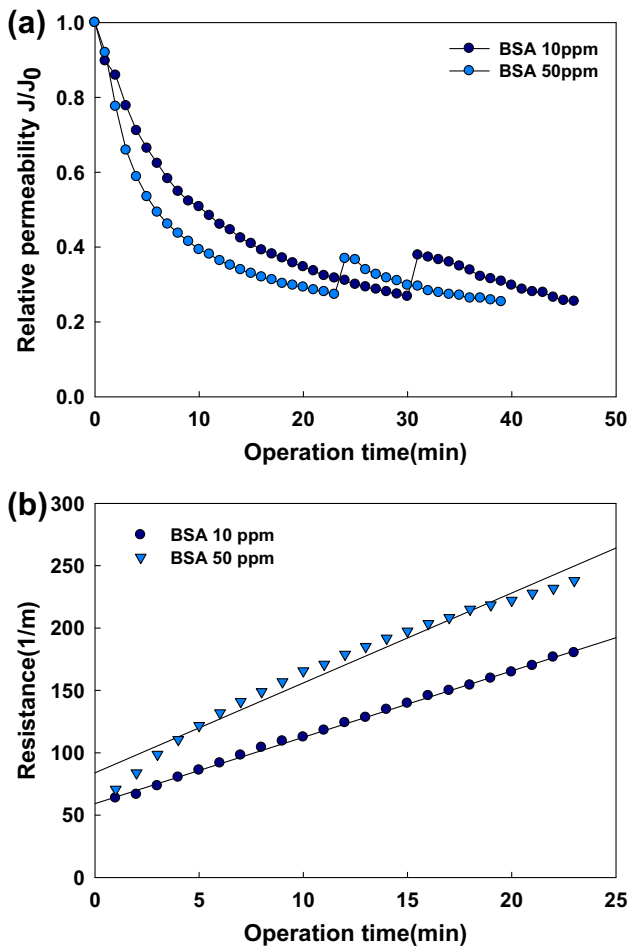 (a)
1.0
0.8
0.6
0.4
0.2
0.0
Relative permeability J/J0
BSA 10ppm
BSA 50ppm
0 10 20 30 40 50
Operation time(min)
(b)
300
250
200
150
100
50
0
Resistance(1/m)
BSA 10 ppm
BSA 50 ppm
0 5 10 15 20 25
Operation time(min)